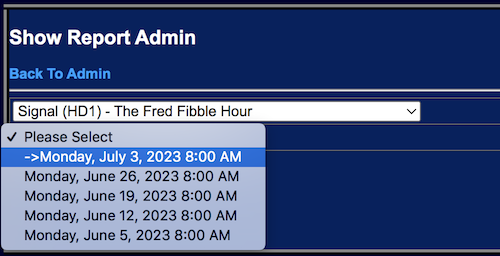 Show Report Admin
Back To Admin
Signal (HD1) - The Fred Fibble Hour
Please Select
->Monday, July 3, 2023 8:00 AM
Monday, June 26, 2023 8:00 AM
Monday, June 19, 2023 8:00 AM
Monday, June 12, 2023 8:00 AM
Monday, June 5, 2023 8:00 AM